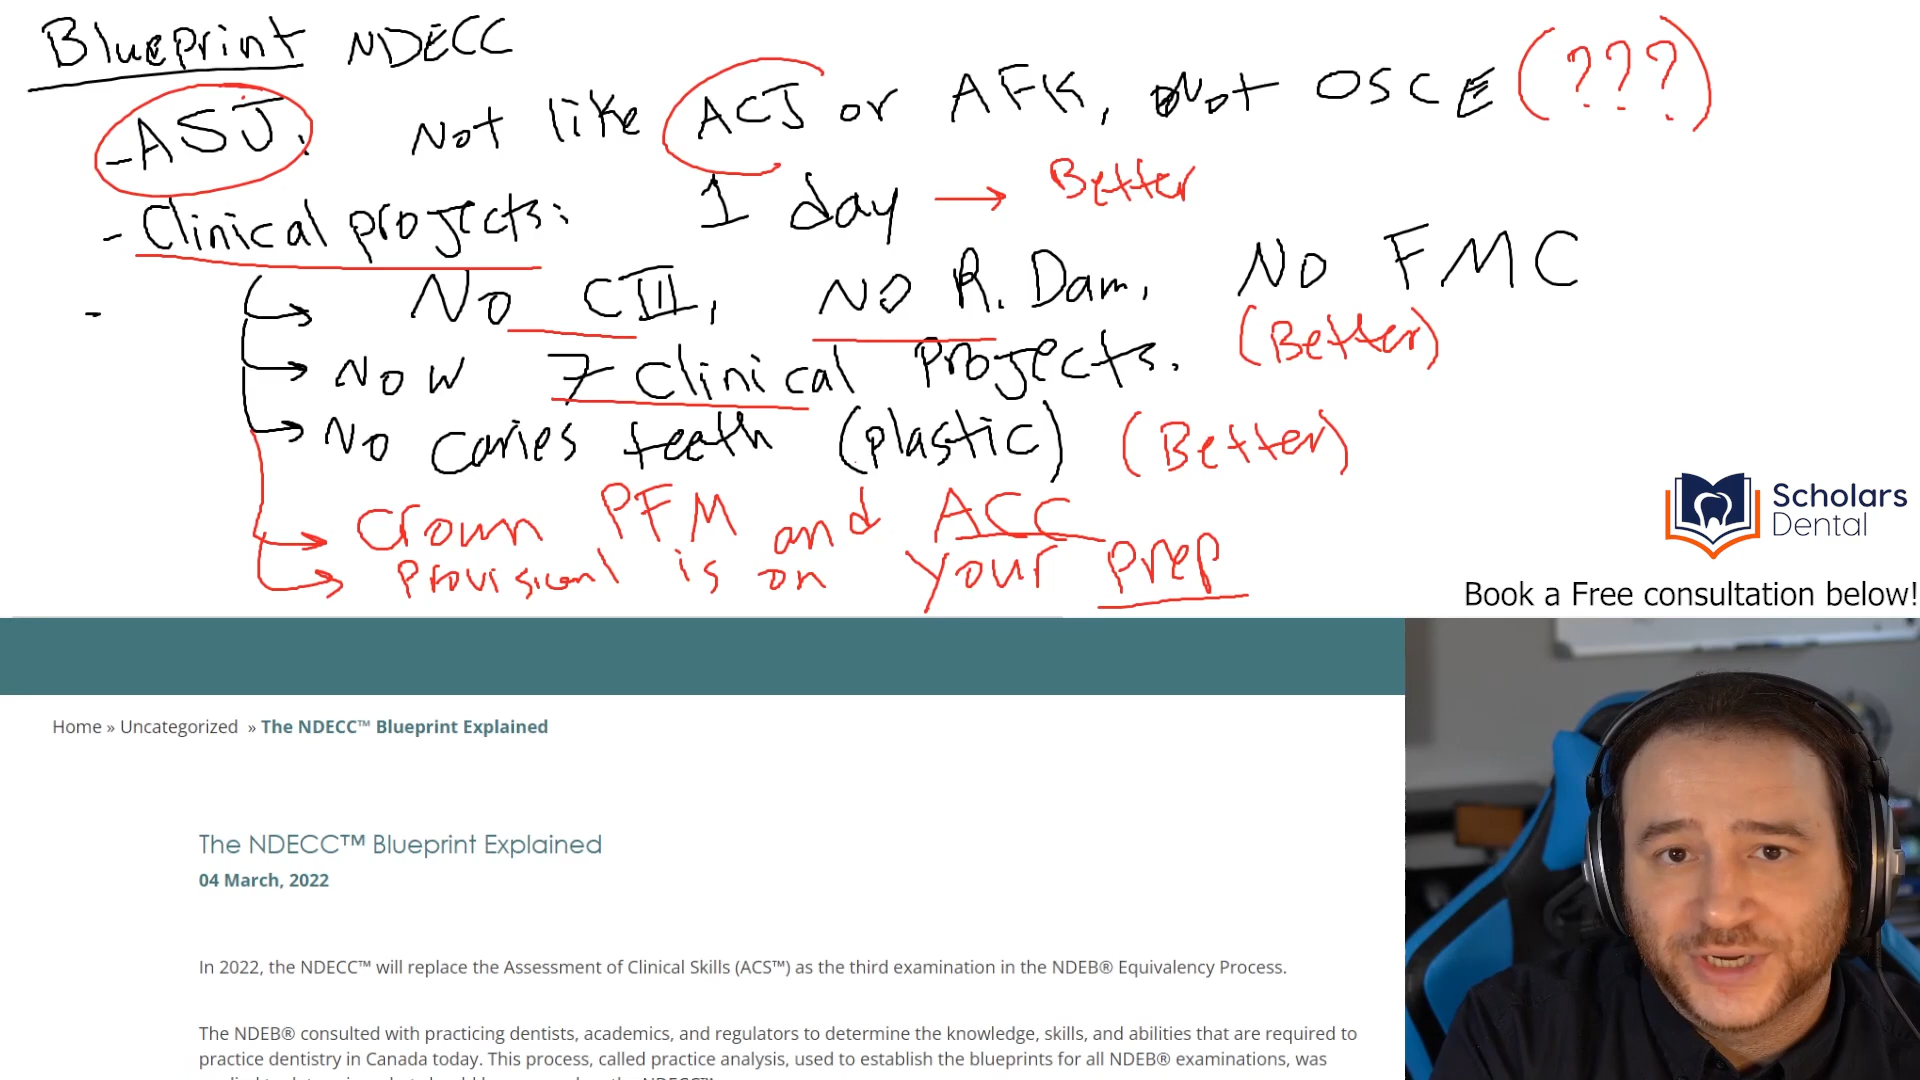 Blueprint NDECC
- ASJ: Not like ACJ or AFK, Not OSCE (???)
- Clinical projects: 1 day → Better
- → No CIII, No R. Dam, No FMC
→ Now 7 Clinical Projects. (Better)
→ No caries teeth (plastic) (Better)
→ Crown PFM and ACC
→ Provisional is on your prep
Scholars
Dental
Book a Free consultation below!
Home » Uncategorized » The NDECC™ Blueprint Explained
The NDECC™ Blueprint Explained
04 March, 2022
In 2022, the NDECC™ will replace the Assessment of Clinical Skills (ACS™) as the third examination in the NDEB® Equivalency Process.
The NDEB® consulted with practicing dentists, academics, and regulators to determine the knowledge, skills, and abilities that are required to
practice dentistry in Canada today. This process, called practice analysis, used to establish the blueprints for all NDEB® examinations, was